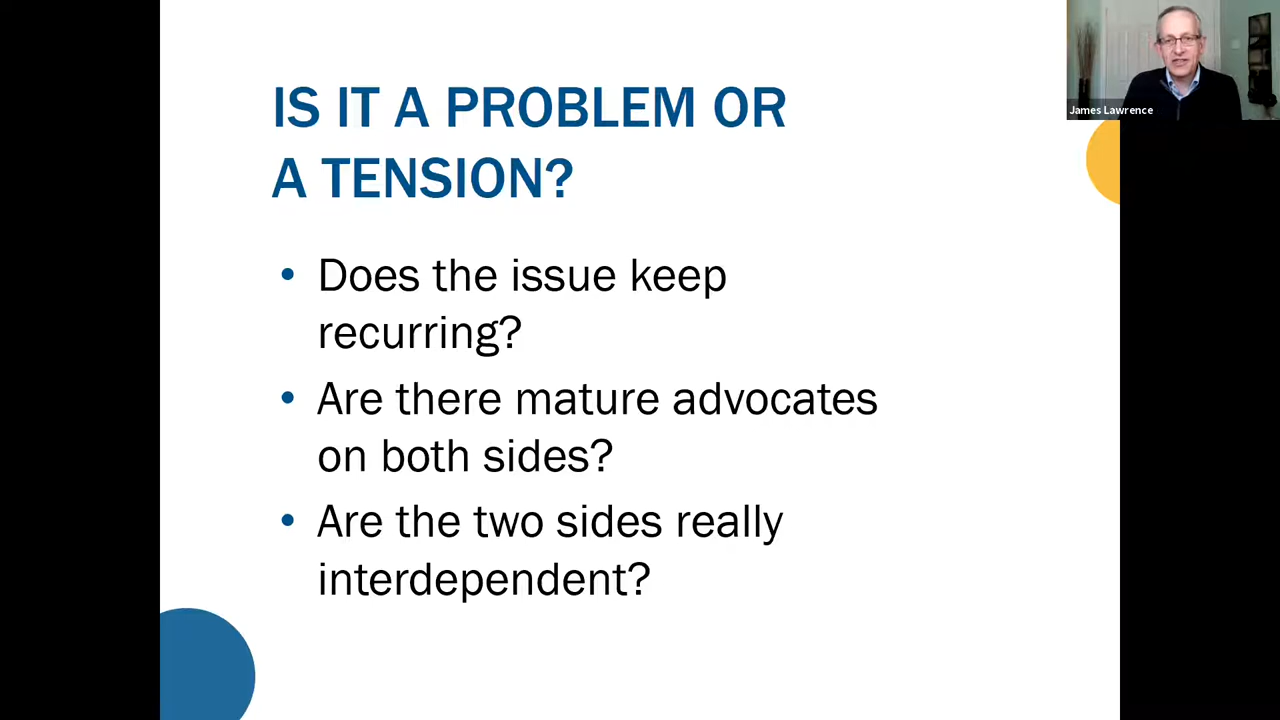 IS IT A PROBLEM OR
A TENSION?
• Does the issue keep
recurring?
• Are there mature advocates
on both sides?
• Are the two sides really
interdependent?
James Lawrence